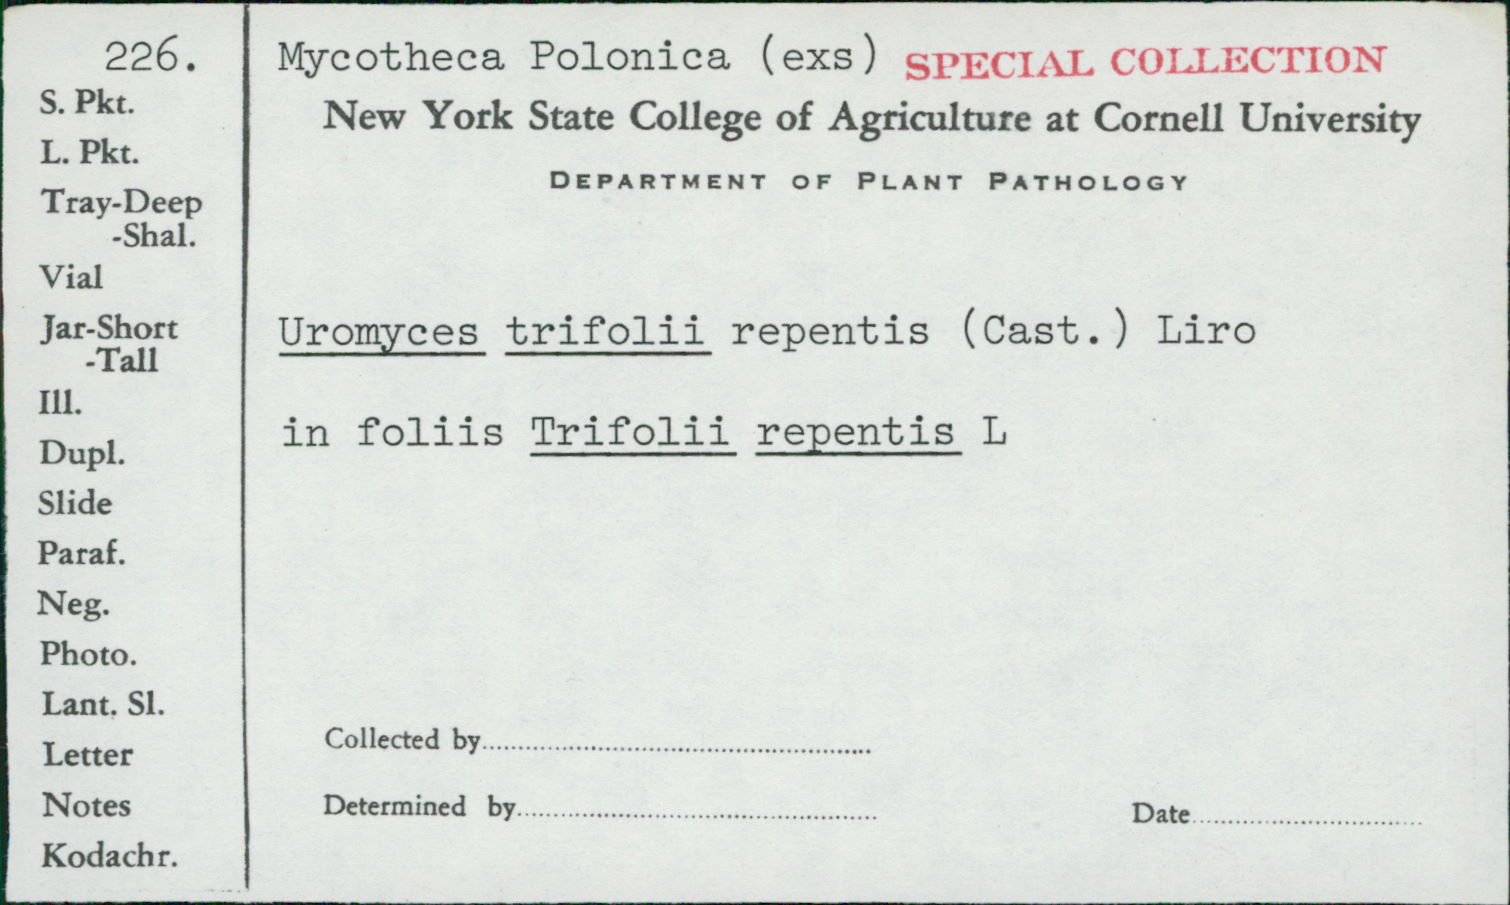 226.
S. Pkt.
L. Pkt.
Tray-Deep
-Shal.
Vial
Jar-Short
-Tall
Ill.
Dupl.
Slide
Paraf.
Neg.
Photo.
Lant. Sl.
Letter
Notes
Kodachr.
Mycotheca Polonica (exs) SPECIAL COLLECTION
New York State College of Agriculture at Cornell University
DEPARTMENT OF PLANT PATHOLOGY
Uromyces trifolii repentis (Cast.) Liro
in foliis Trifolii repentis L
Collected by
Determined by
Date